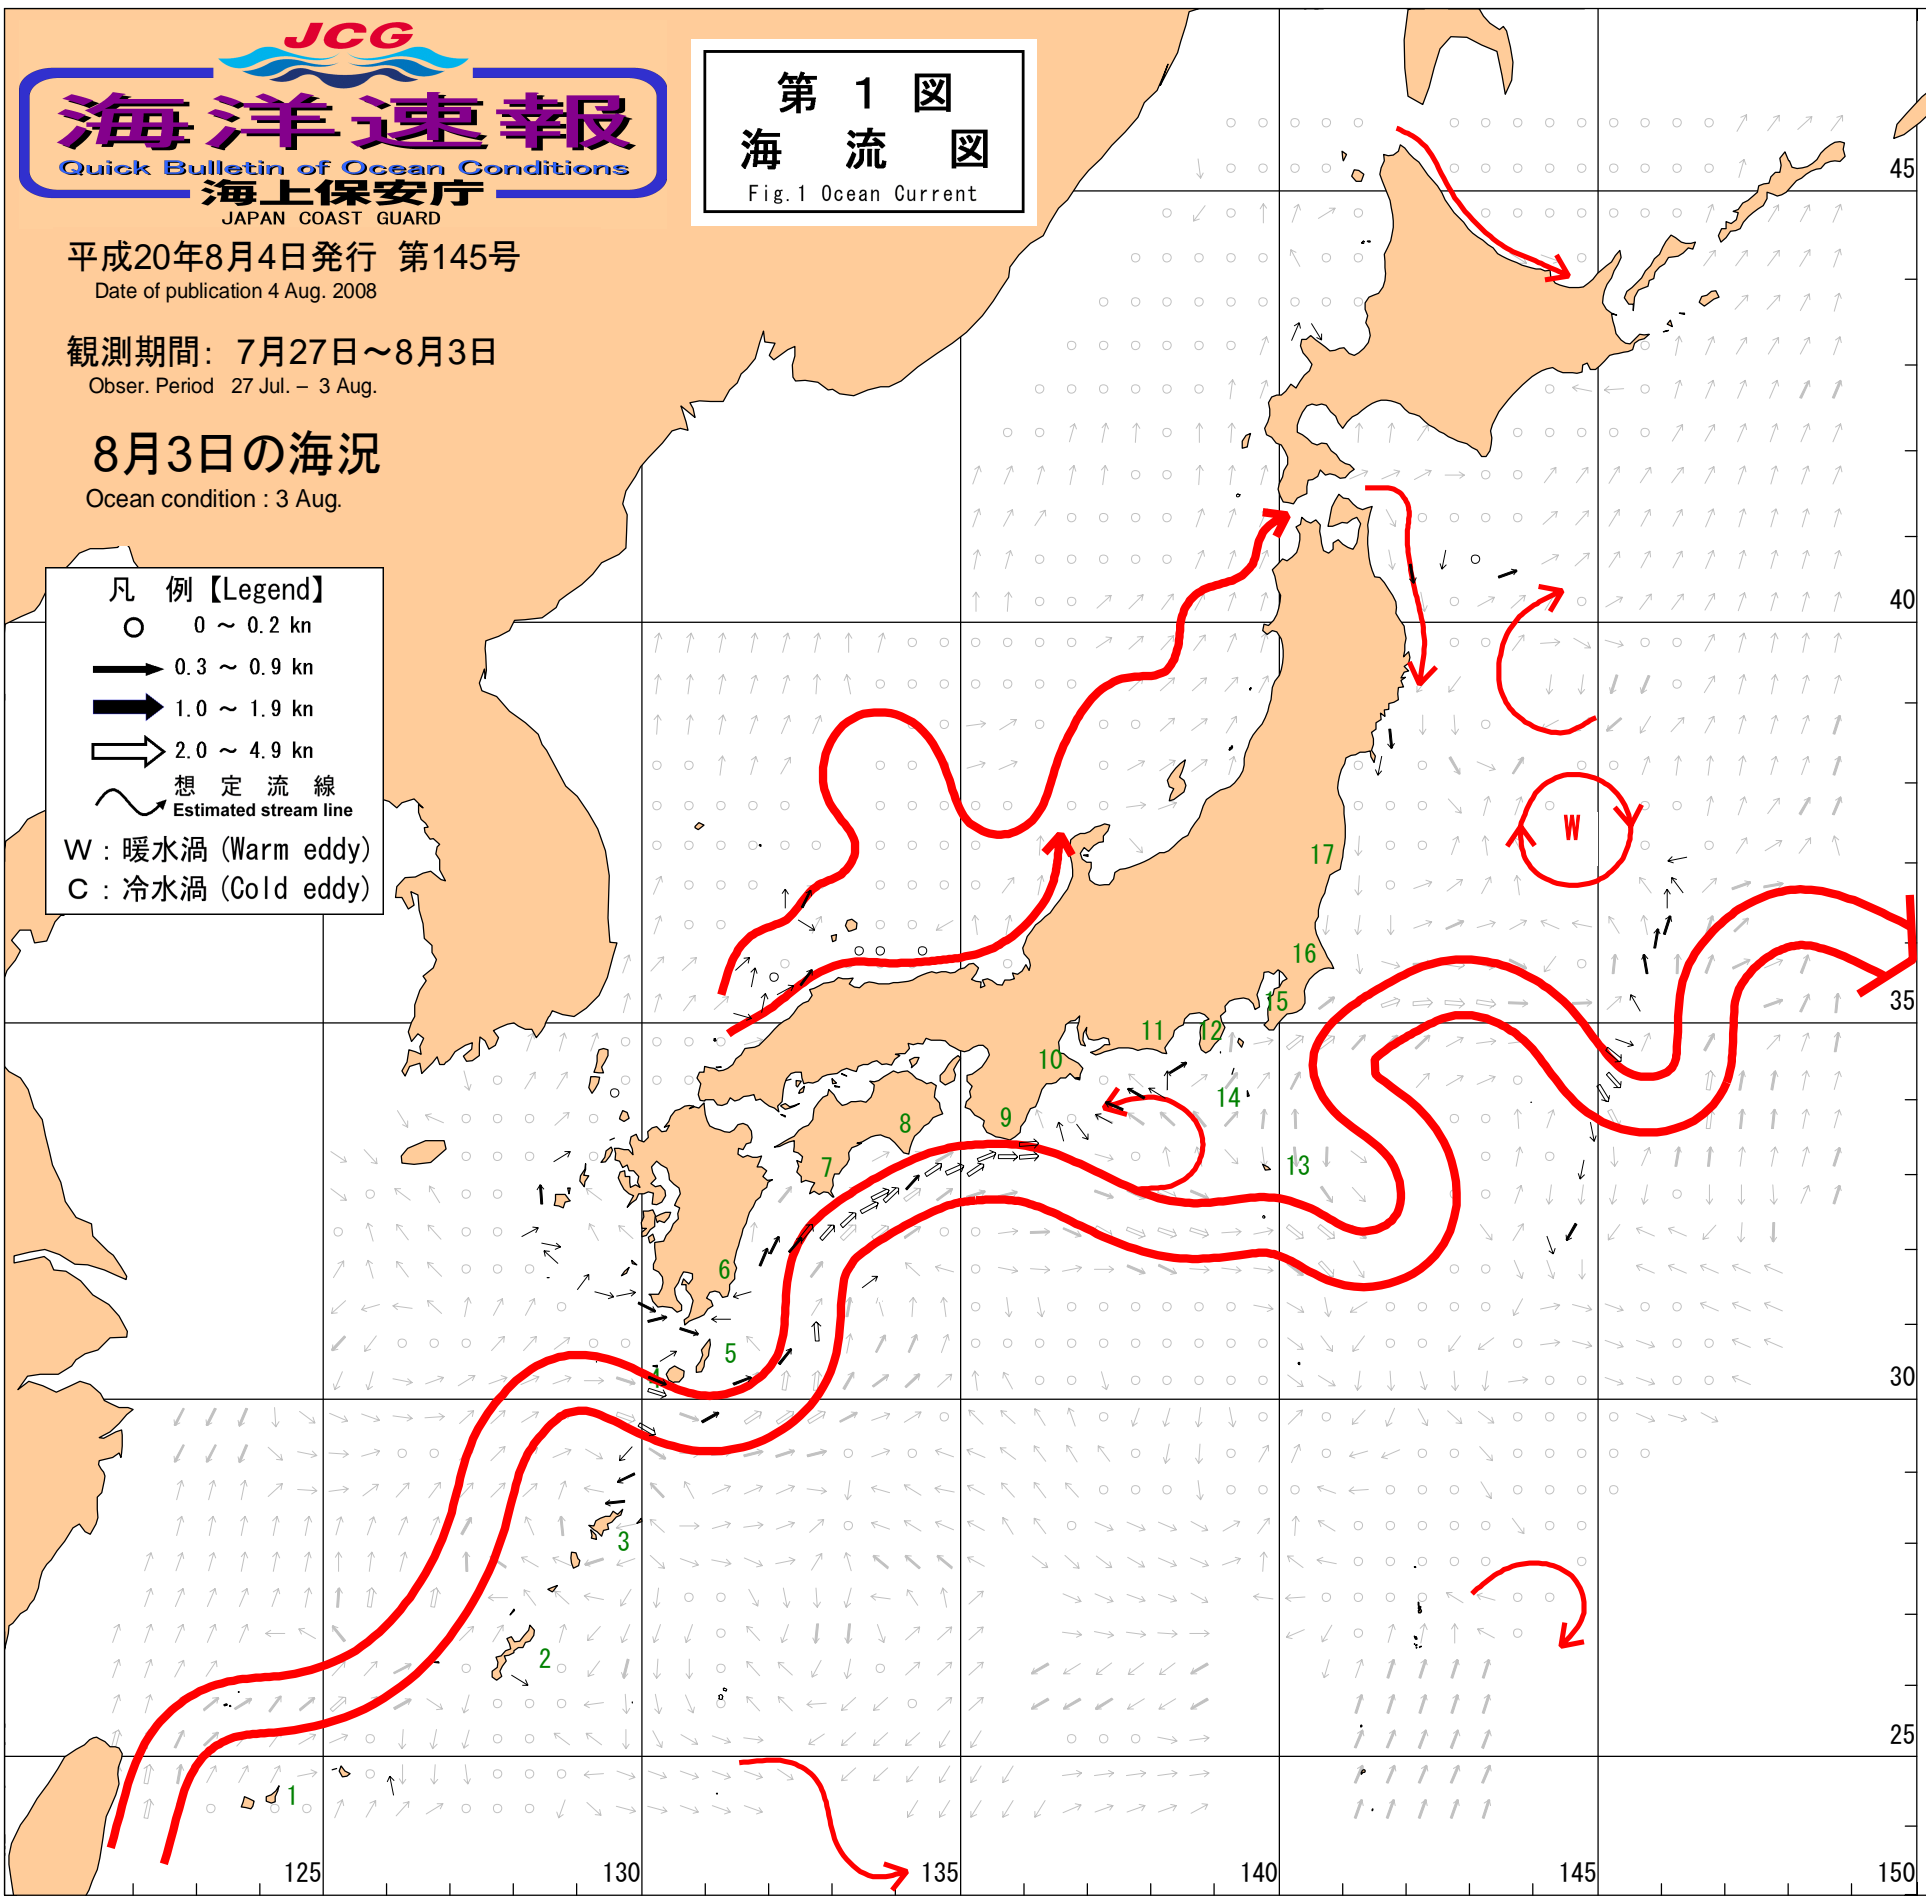 JCG
海洋速報
Quick Bulletin of Ocean Conditions
海上保安庁
JAPAN COAST GUARD
平成20年8月4日発行 第145号
Date of publication 4 Aug. 2008
観測期間: 7月27日～8月3日
Obser. Period 27 Jul. – 3 Aug.
8月3日の海況
Ocean condition : 3 Aug.
第 1 図
海 流 図
Fig.1 Ocean Current
凡 例【Legend】
0 ～ 0.2 kn
0.3 ～ 0.9 kn
1.0 ～ 1.9 kn
2.0 ～ 4.9 kn
想 定 流 線
Estimated stream line
W : 暖水渦 (Warm eddy)
C : 冷水渦 (Cold eddy)
45
40
W
17
16
35
15
11
12
10
14
9
8
13
7
6
5
4
30
3
2
25
1
125
130
135
140
145
150